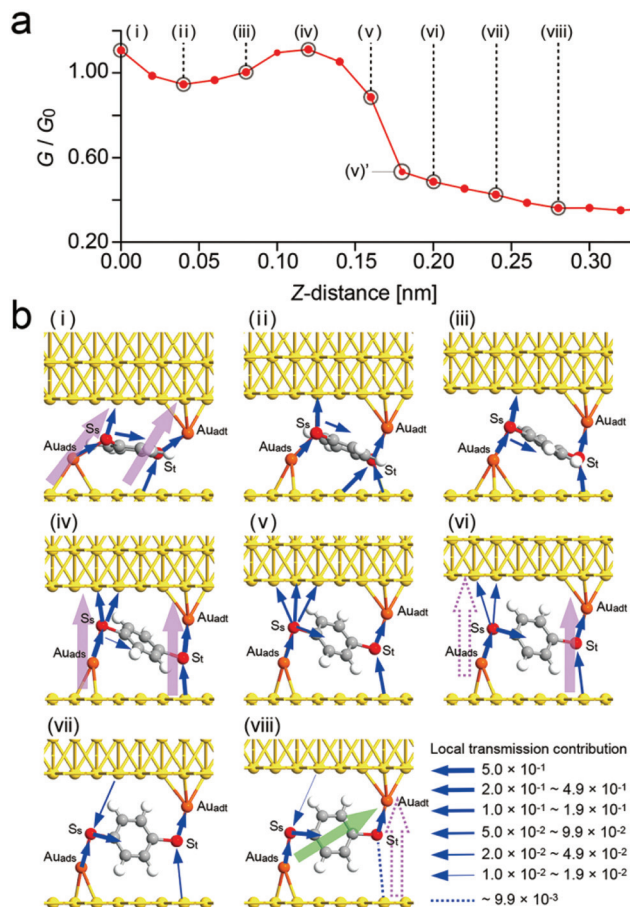 a
(i) (ii) (iii) (iv) (v) (vi) (vii) (viii)
1.00
0.60
0.20
G / G0
(v)'
0.00 0.05 0.10 0.15 0.20 0.25 0.30
Z-distance [nm]
b
(i) (ii) (iii)
Ss Auads Auadt St
Ss Auads Auadt St
Ss Auads Auadt St
(iv) (v) (vi)
Ss Auads Auadt St
Ss Auads Auadt St
Ss Auads Auadt St
(vii) (viii)
Ss Auads Auadt St
Ss Auads Auadt St
Local transmission contribution
5.0 × 10-1
2.0 × 10-1 ~ 4.9 × 10-1
1.0 × 10-1 ~ 1.9 × 10-1
5.0 × 10-2 ~ 9.9 × 10-2
2.0 × 10-2 ~ 4.9 × 10-2
1.0 × 10-2 ~ 1.9 × 10-2
~ 9.9 × 10-3